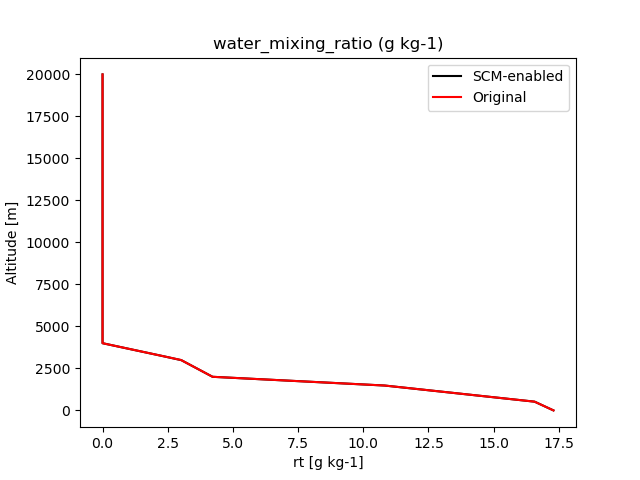 water_mixing_ratio (g kg-1)
SCM-enabled
Original
Altitude [m]
20000
17500
15000
12500
10000
7500
5000
2500
0
0.0 2.5 5.0 7.5 10.0 12.5 15.0 17.5
rt [g kg-1]